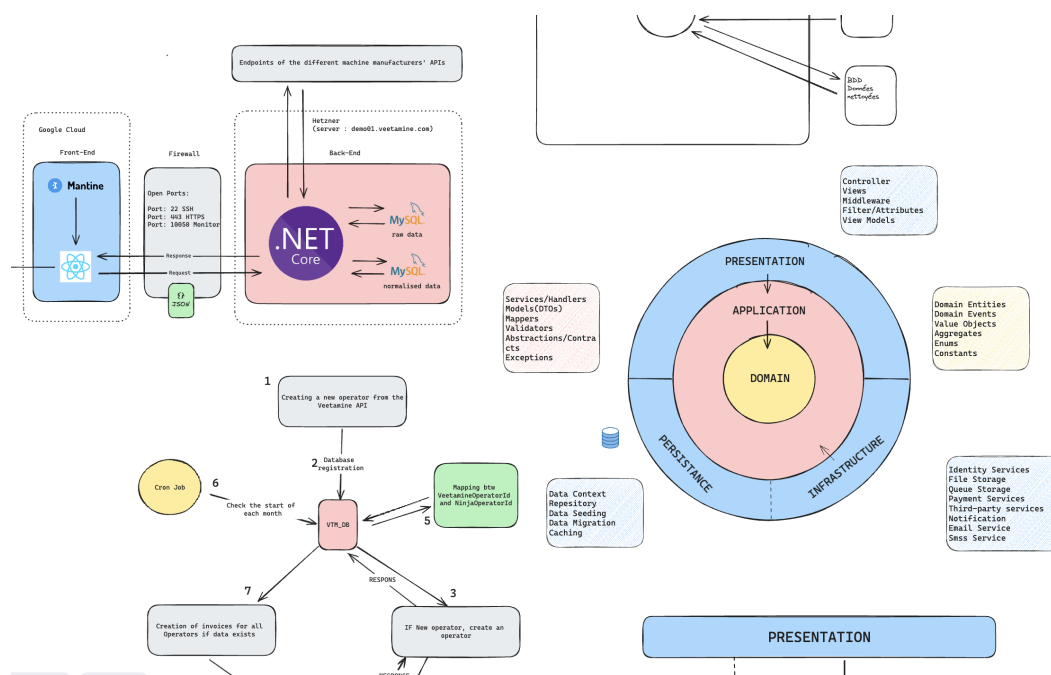 Endpoints of the different machine manufacturers' APIs
Hetzner
(server : demo01.veetamine.com)
Google Cloud
Front-End
Firewall
Back-End
Mantine
Open Ports:
Port: 22 SSH
Port: 443 HTTPS
Port: 10050 Monitor
.NET
Core
MySQL
raw data
MySQL
normalised data
Response
Request
{}
JSON
BDD
Données
nettoyées
Controller
Views
Middleware
Filter/Attributes
View Models
PRESENTATION
APPLICATION
DOMAIN
PERSISTANCE
INFRASTRUCTURE
Services/Handlers
Models(DTOs)
Mappers
Validators
Abstractions/Contra
cts
Exceptions
Domain Entities
Domain Events
Value Objects
Aggregates
Enums
Constants
Data Context
Repository
Data Seeding
Data Migration
Caching
Identity Services
File Storage
Queue Storage
Payment Services
Third-party services
Notification
Email Service
Smss Service
1
Creating a new operator from the
Veetamine API
2
Database
registration
Cron Job
6
Check the start of
each month
VTM_DB
Mapping btw
VeetamineOperatorId
and NinjaOperatorId
5
7
RESPONS
3
Creation of invoices for all
Operators if data exists
IF New operator, create an
operator
RESPONSE
PRESENTATION